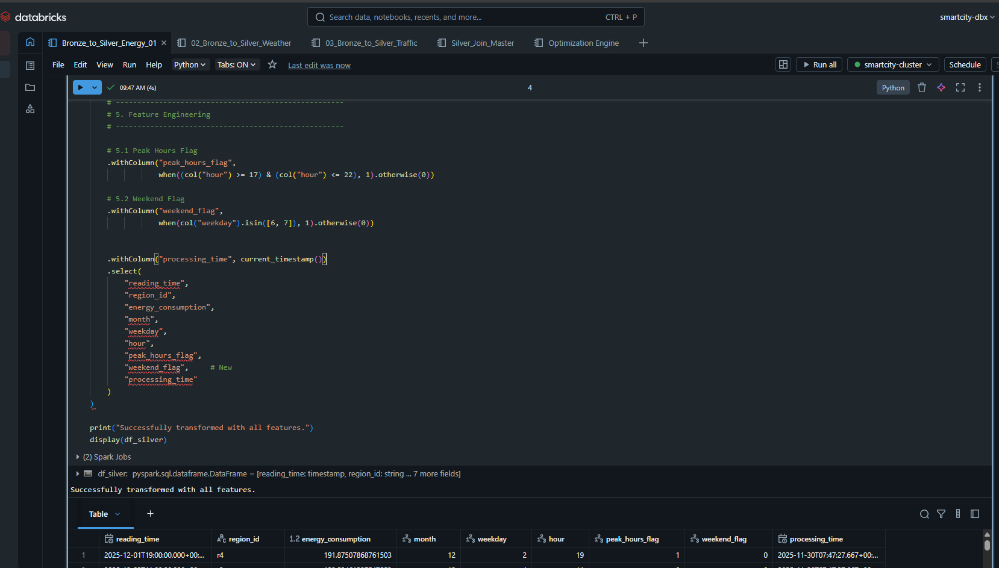 databricks
Search data, notebooks, recents, and more...
CTRL + P
smartcity-dbx
Bronze_to_Silver_Energy_01
02_Bronze_to_Silver_Weather
03_Bronze_to_Silver_Traffic
Silver_Join_Master
Optimization Engine
File Edit View Run Help Python Tabs: ON Last edit was now
Run all
smartcity-cluster
Schedule
09:47 AM (4s)
4
Python
# -----------------------------------------------------
# 5. Feature Engineering
# -----------------------------------------------------
# 5.1 Peak Hours Flag
.withColumn("peak_hours_flag",
when((col("hour") >= 17) & (col("hour") <= 22), 1).otherwise(0))
# 5.2 Weekend Flag
.withColumn("weekend_flag",
when(col("weekday").isin([6, 7]), 1).otherwise(0))
.withColumn("processing_time", current_timestamp())
.select(
"reading_time",
"region_id",
"energy_consumption",
"month",
"weekday",
"hour",
"peak_hours_flag",
"weekend_flag", # New
"processing_time"
)
)
print("Successfully transformed with all features.")
display(df_silver)
(2) Spark Jobs
df_silver: pyspark.sql.dataframe.DataFrame = [reading_time: timestamp, region_id: string ... 7 more fields]
Successfully transformed with all features.
Table
reading_time region_id 1.2 energy_consumption month weekday hour peak_hours_flag weekend_flag processing_time
1 2025-12-01T19:00:00.000+00:... r4 191.87507868761503 12 2 19 1 0 2025-11-30T07:47:27.667+00:...